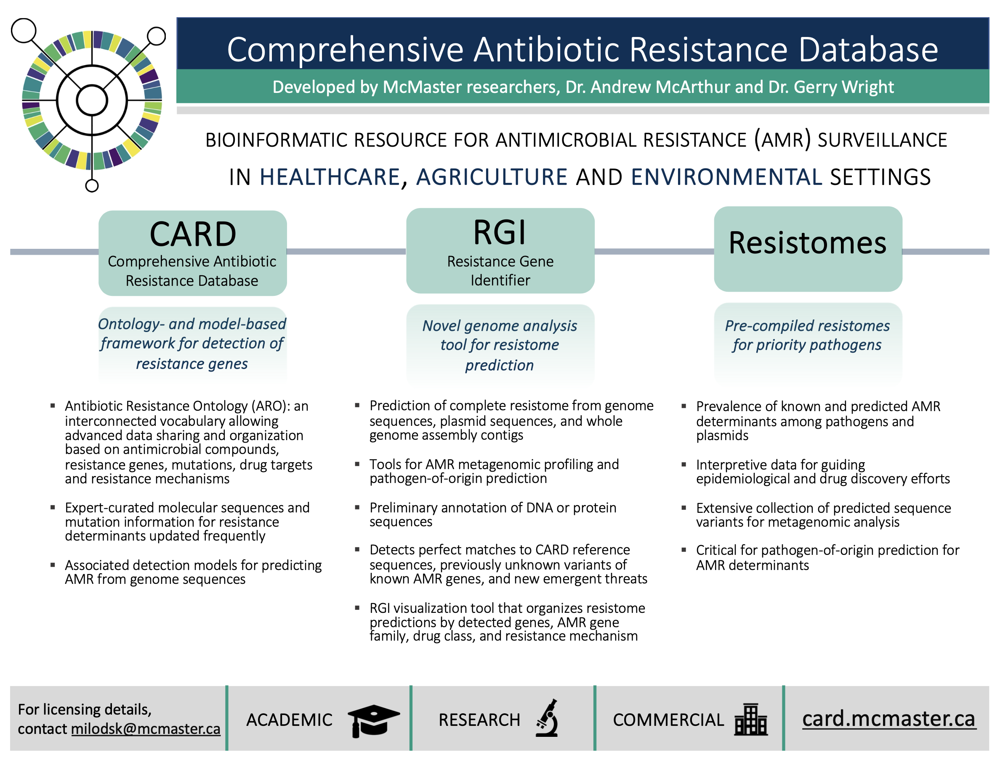 Comprehensive Antibiotic Resistance Database
Developed by McMaster researchers, Dr. Andrew McArthur and Dr. Gerry Wright
BIOINFORMATIC RESOURCE FOR ANTIMICROBIAL RESISTANCE (AMR) SURVEILLANCE
IN HEALTHCARE, AGRICULTURE AND ENVIRONMENTAL SETTINGS
CARD
Comprehensive Antibiotic
Resistance Database
Ontology- and model-based
framework for detection of
resistance genes
▪ Antibiotic Resistance Ontology (ARO): an
interconnected vocabulary allowing
advanced data sharing and organization
based on antimicrobial compounds,
resistance genes, mutations, drug targets
and resistance mechanisms
▪ Expert-curated molecular sequences and
mutation information for resistance
determinants updated frequently
▪ Associated detection models for predicting
AMR from genome sequences
RGI
Resistance Gene
Identifier
Novel genome analysis
tool for resistome
prediction
▪ Prediction of complete resistome from genome
sequences, plasmid sequences, and whole
genome assembly contigs
▪ Tools for AMR metagenomic profiling and
pathogen-of-origin prediction
▪ Preliminary annotation of DNA or protein
sequences
▪ Detects perfect matches to CARD reference
sequences, previously unknown variants of
known AMR genes, and new emergent threats
▪ RGI visualization tool that organizes resistome
predictions by detected genes, AMR gene
family, drug class, and resistance mechanism
Resistomes
Pre-compiled resistomes
for priority pathogens
▪ Prevalence of known and predicted AMR
determinants among pathogens and
plasmids
▪ Interpretive data for guiding
epidemiological and drug discovery efforts
▪ Extensive collection of predicted sequence
variants for metagenomic analysis
▪ Critical for pathogen-of-origin prediction for
AMR determinants
For licensing details,
contact milodsk@mcmaster.ca
ACADEMIC
RESEARCH
COMMERCIAL
card.mcmaster.ca